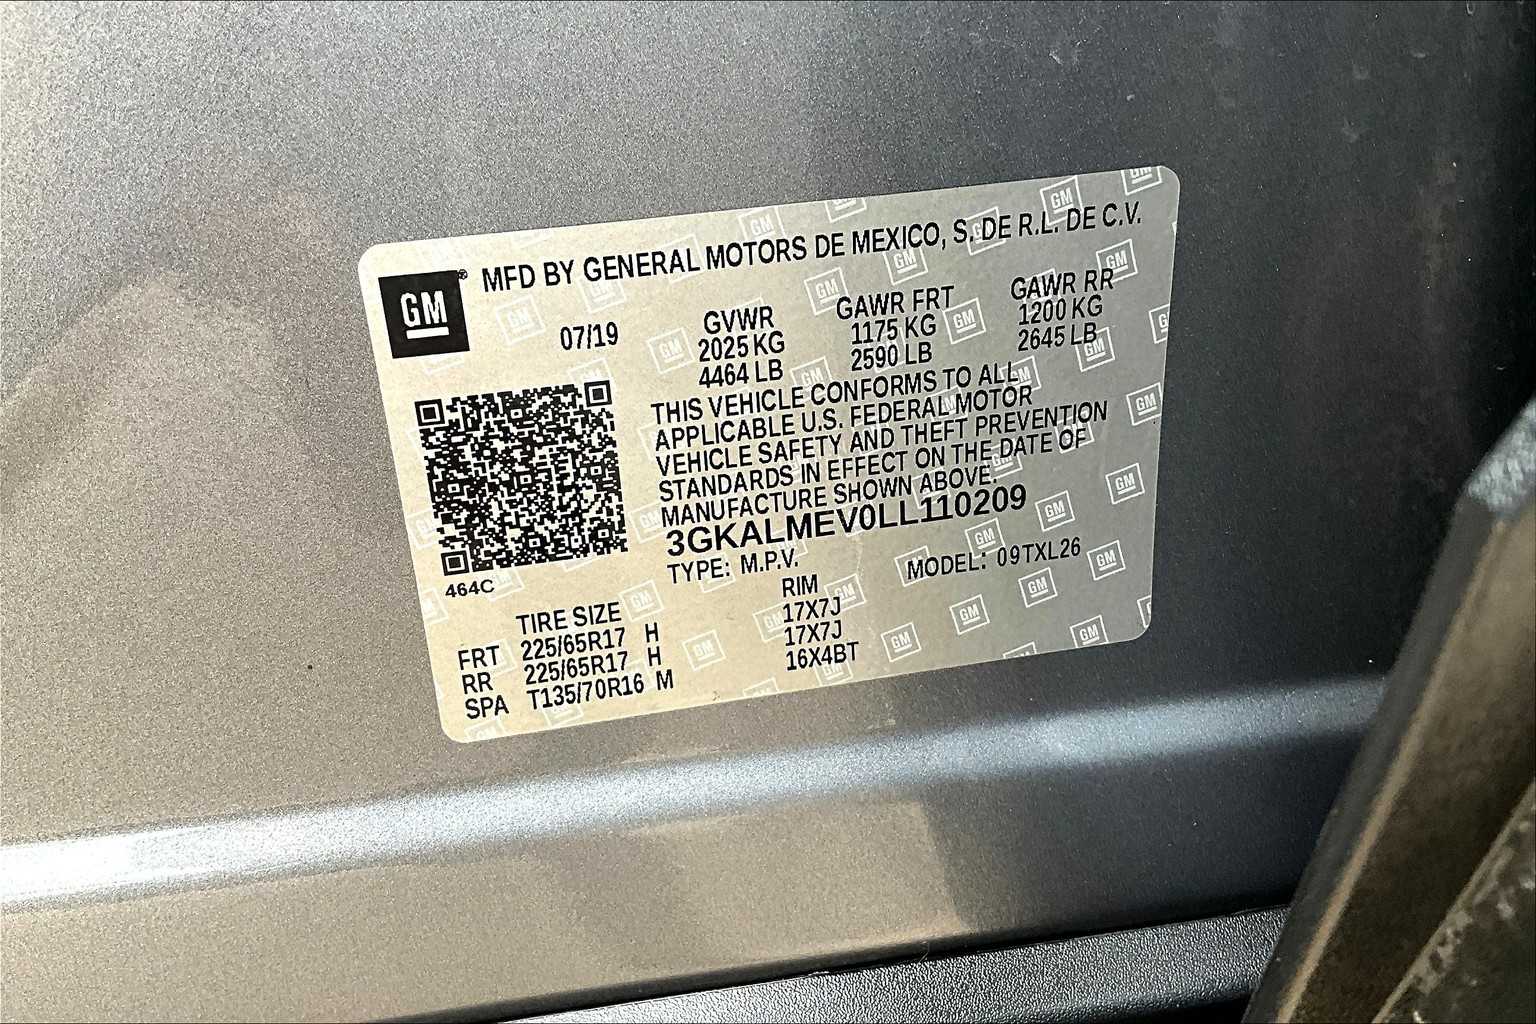 MFD BY GENERAL MOTORS DE MEXICO, S. DE R.L. DE C.V.
GM®
07/19
GVWR GAWR FRT GAWR RR
2025 KG 1175 KG 1200 KG
4464 LB 2590 LB 2645 LB
THIS VEHICLE CONFORMS TO ALL
APPLICABLE U.S. FEDERAL MOTOR
VEHICLE SAFETY AND THEFT PREVENTION
STANDARDS IN EFFECT ON THE DATE OF
MANUFACTURE SHOWN ABOVE.
3GKALMEV0LL110209
TYPE: M.P.V. MODEL: 09TXL26
464C
TIRE SIZE RIM
FRT 225/65R17 H 17X7J
RR 225/65R17 H 17X7J
SPA T135/70R16 M 16X4BT